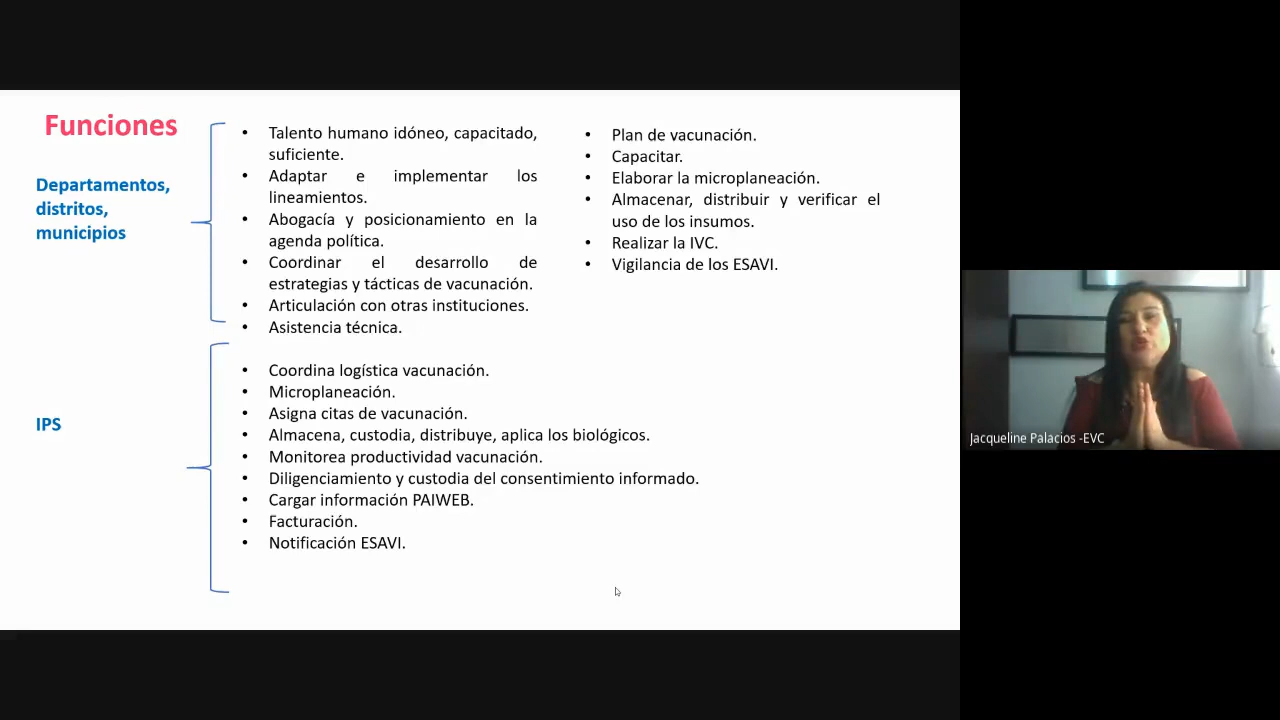 Funciones
Departamentos,
distritos,
municipios
• Talento humano idóneo, capacitado,
suficiente.
• Adaptar e implementar los
lineamientos.
• Abogacía y posicionamiento en la
agenda política.
• Coordinar el desarrollo de
estrategias y tácticas de vacunación.
• Articulación con otras instituciones.
• Asistencia técnica.
• Plan de vacunación.
• Capacitar.
• Elaborar la microplaneación.
• Almacenar, distribuir y verificar el
uso de los insumos.
• Realizar la IVC.
• Vigilancia de los ESAVI.
IPS
• Coordina logística vacunación.
• Microplaneación.
• Asigna citas de vacunación.
• Almacena, custodia, distribuye, aplica los biológicos.
• Monitorea productividad vacunación.
• Diligenciamiento y custodia del consentimiento informado.
• Cargar información PAIWEB.
• Facturación.
• Notificación ESAVI.
Jacqueline Palacios -EVC